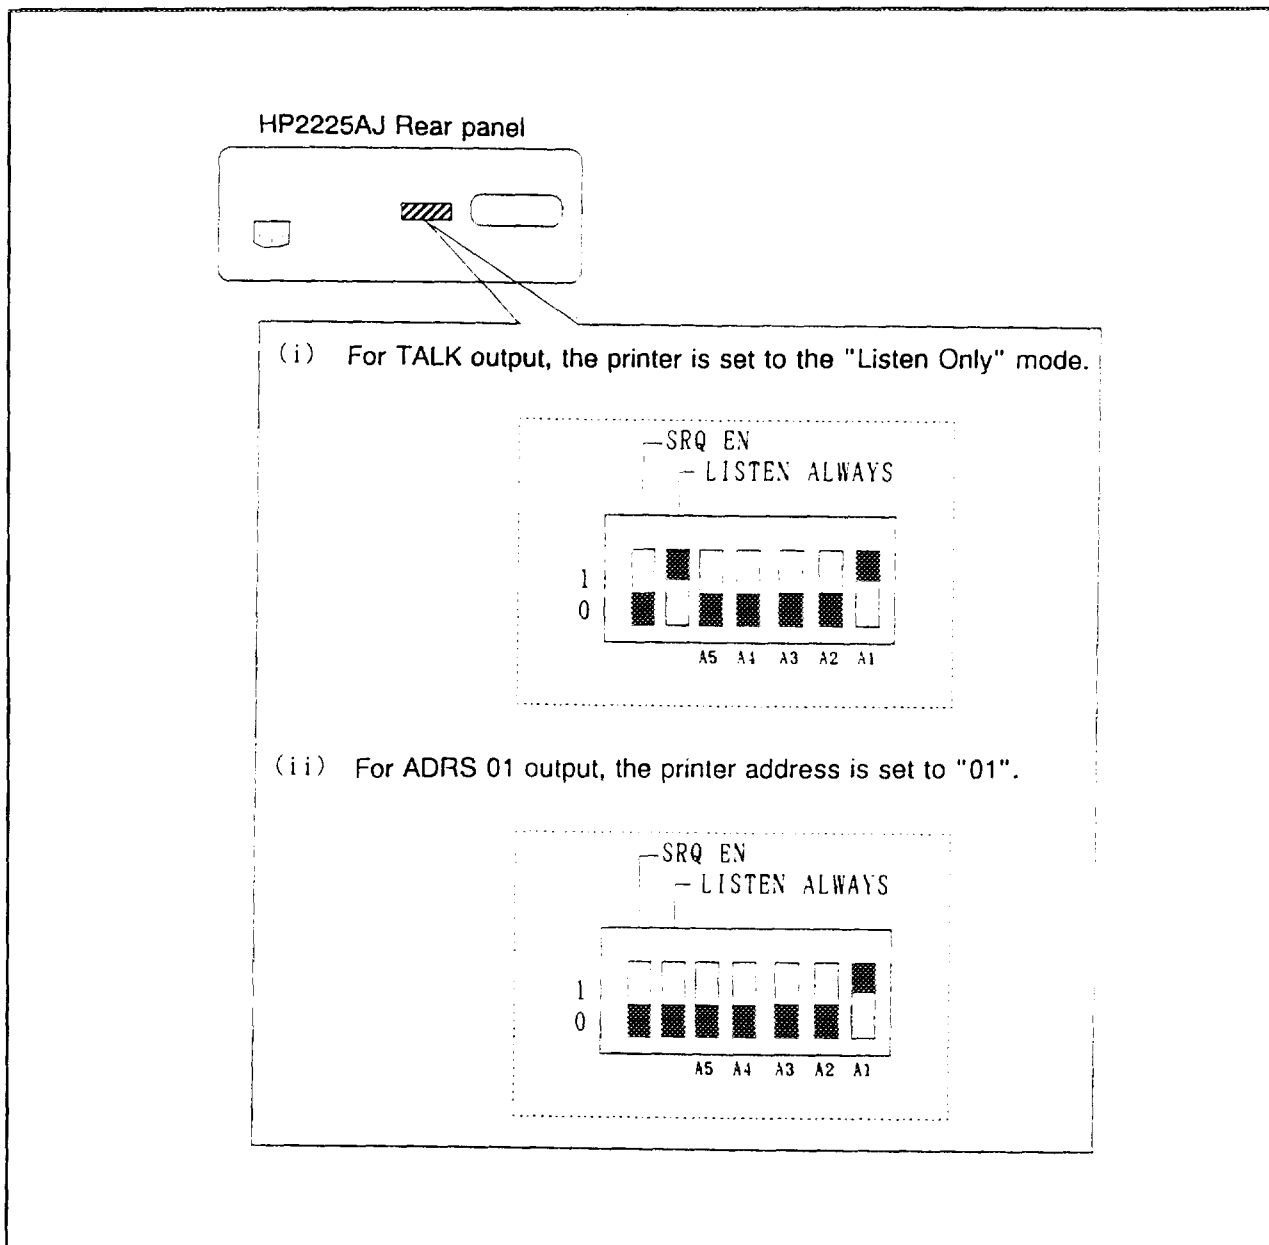 HP2225AJ Rear panel
(i) For TALK output, the printer is set to the "Listen Only" mode.
SRQ EN
LISTEN ALWAYS
1
0
A5 A4 A3 A2 A1
(ii) For ADRS 01 output, the printer address is set to "01".
SRQ EN
LISTEN ALWAYS
1
0
A5 A4 A3 A2 A1